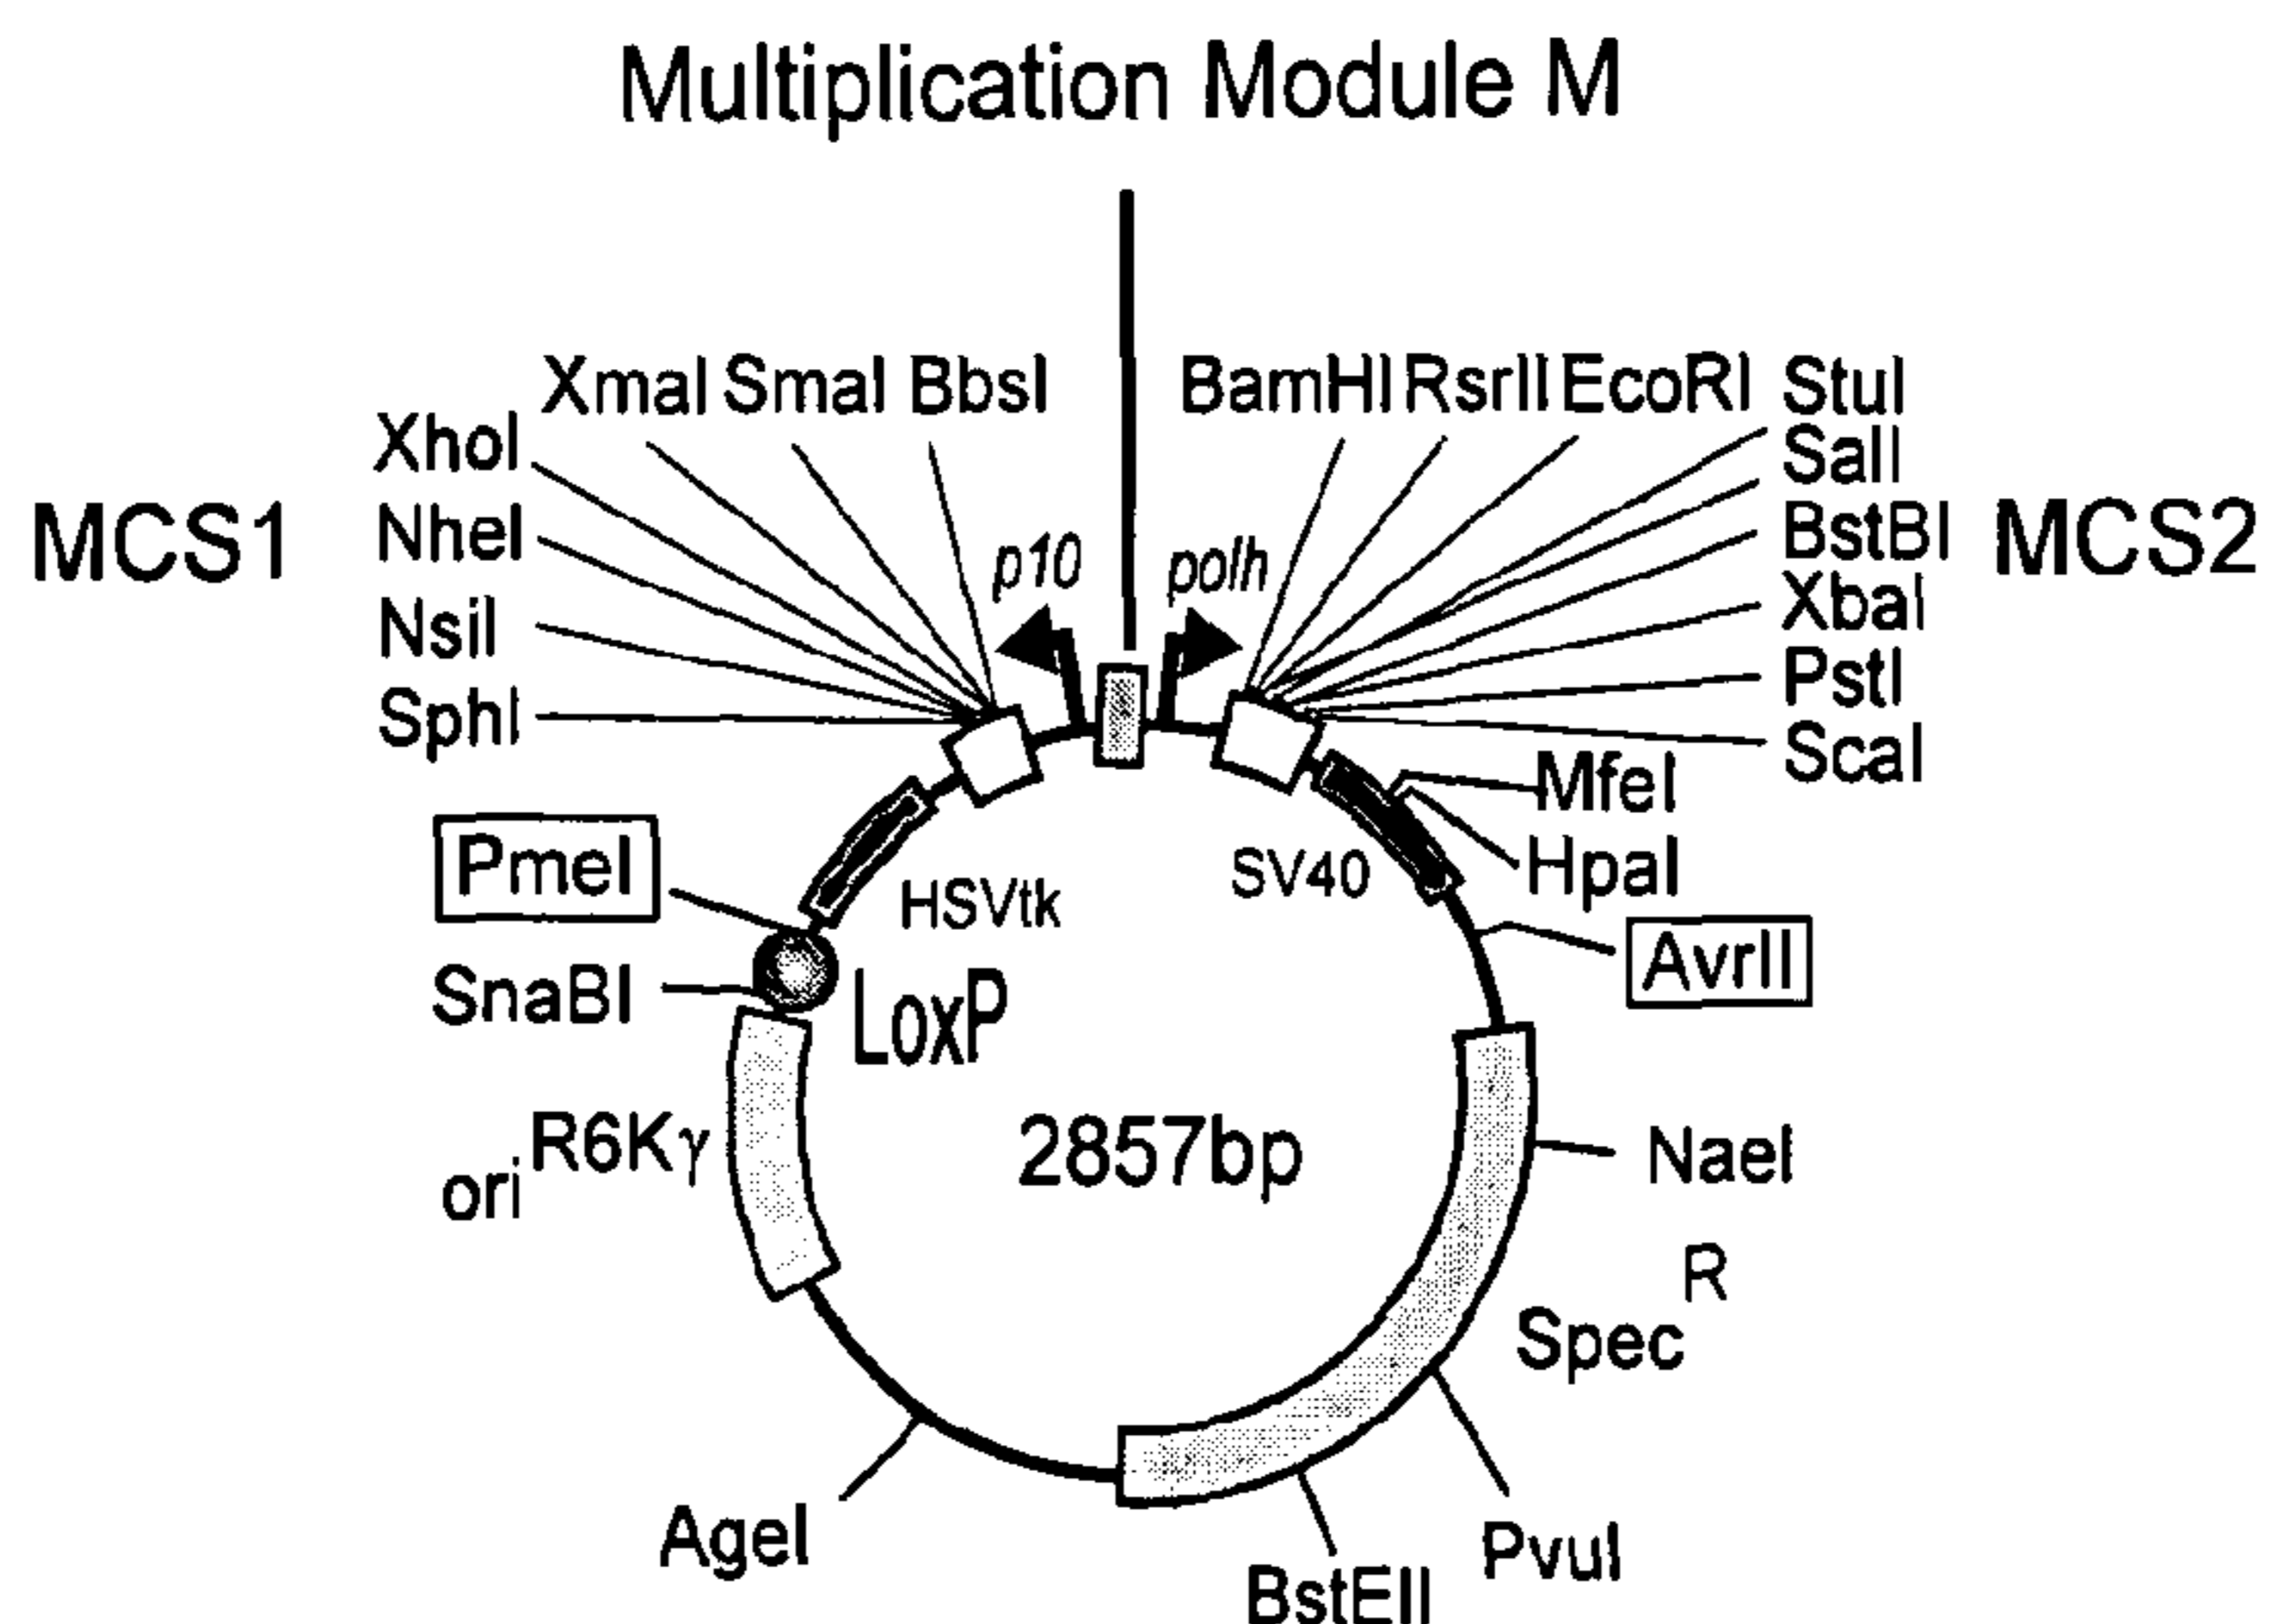 Multiplication Module M
XmaI SmaI BbsI
BamHI RsrII EcoRI StuI
XhoI
SalI
MCS1
NheI
p10
polh
BstBI
MCS2
XbaI
NsiI
PstI
SphI
ScaI
MfeI
PmeI
HSVtk
SV40
HpaI
AvrII
SnaBI
LoxP
ori R6Kγ
2857bp
NaeI
Spec R
AgeI
PvuI
BstEII